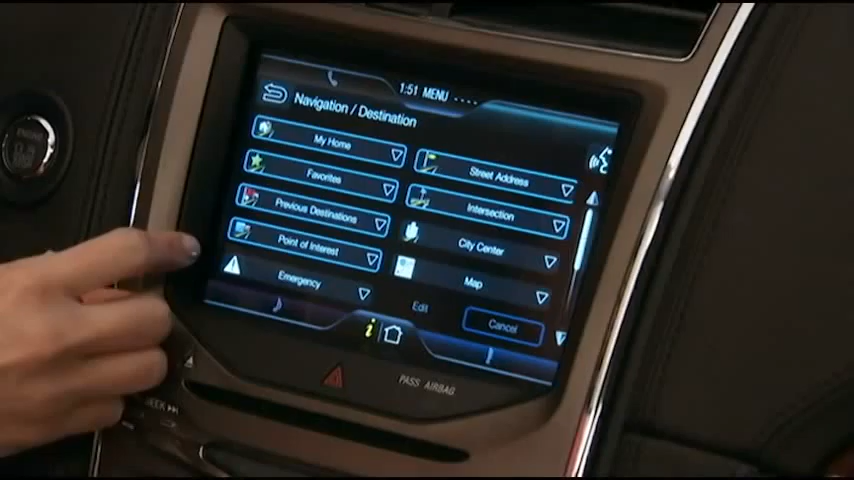 1:51 MENU
Navigation / Destination
My Home
Street Address
Favorites
Intersection
Previous Destinations
City Center
Point of Interest
Map
Emergency
Edit
Cancel
i
PASS AIRBAG
SEEK